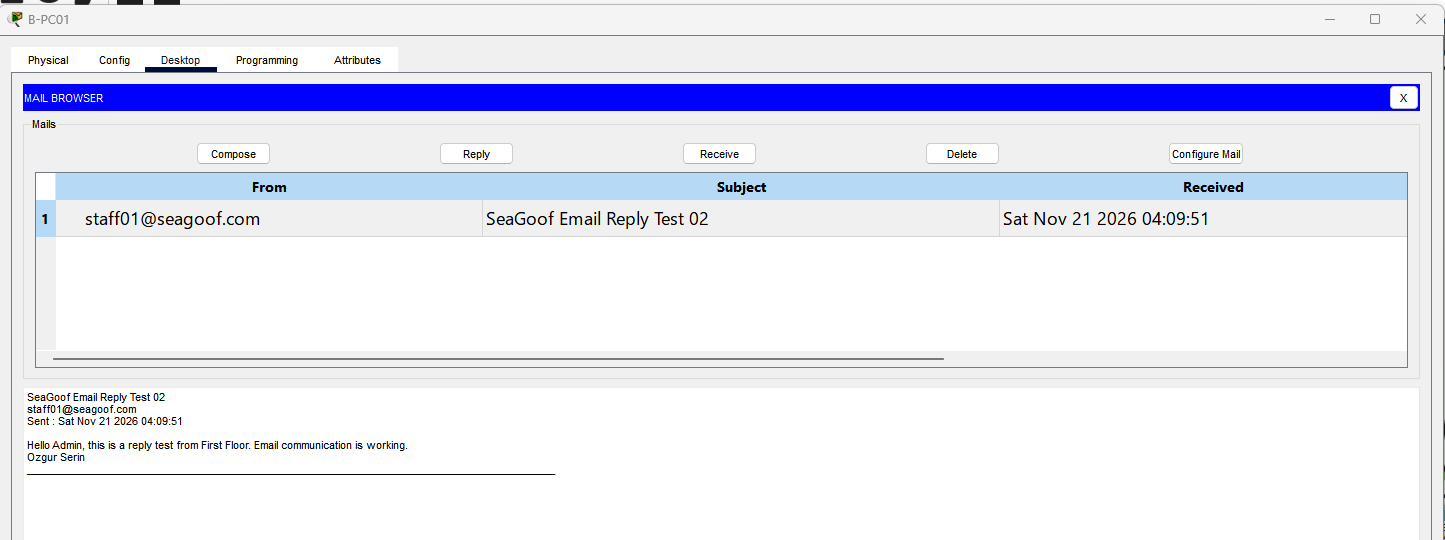 B-PC01
Physical Config Desktop Programming Attributes
MAIL BROWSER
X
Mails
Compose Reply Receive Delete Configure Mail
From Subject Received
1 staff01@seagoof.com SeaGoof Email Reply Test 02 Sat Nov 21 2026 04:09:51
SeaGoof Email Reply Test 02
staff01@seagoof.com
Sent : Sat Nov 21 2026 04:09:51
Hello Admin, this is a reply test from First Floor. Email communication is working.
Ozgur Serin